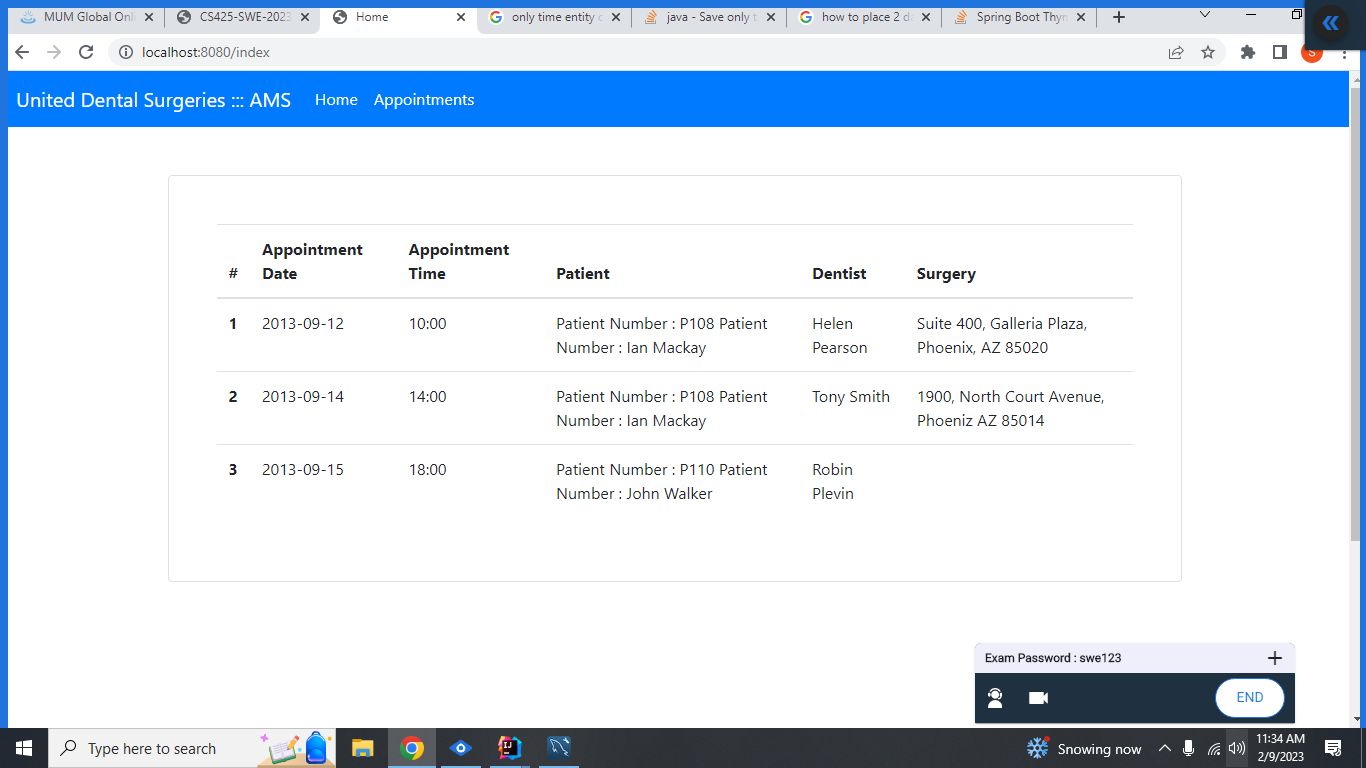 MUM Global Onl
CS425-SWE-2023
Home
only time entity c
java - Save only t
how to place 2 da
Spring Boot Thym
localhost:8080/index
S
United Dental Surgeries ::: AMS Home Appointments
# Appointment Date Appointment Time Patient Dentist Surgery
1 2013-09-12 10:00 Patient Number : P108 Patient Helen Suite 400, Galleria Plaza,
Number : Ian Mackay Pearson Phoenix, AZ 85020
2 2013-09-14 14:00 Patient Number : P108 Patient Tony Smith 1900, North Court Avenue,
Number : Ian Mackay Phoeniz AZ 85014
3 2013-09-15 18:00 Patient Number : P110 Patient Robin
Number : John Walker Plevin
Exam Password : swe123
END
Type here to search
Snowing now
11:34 AM
2/9/2023